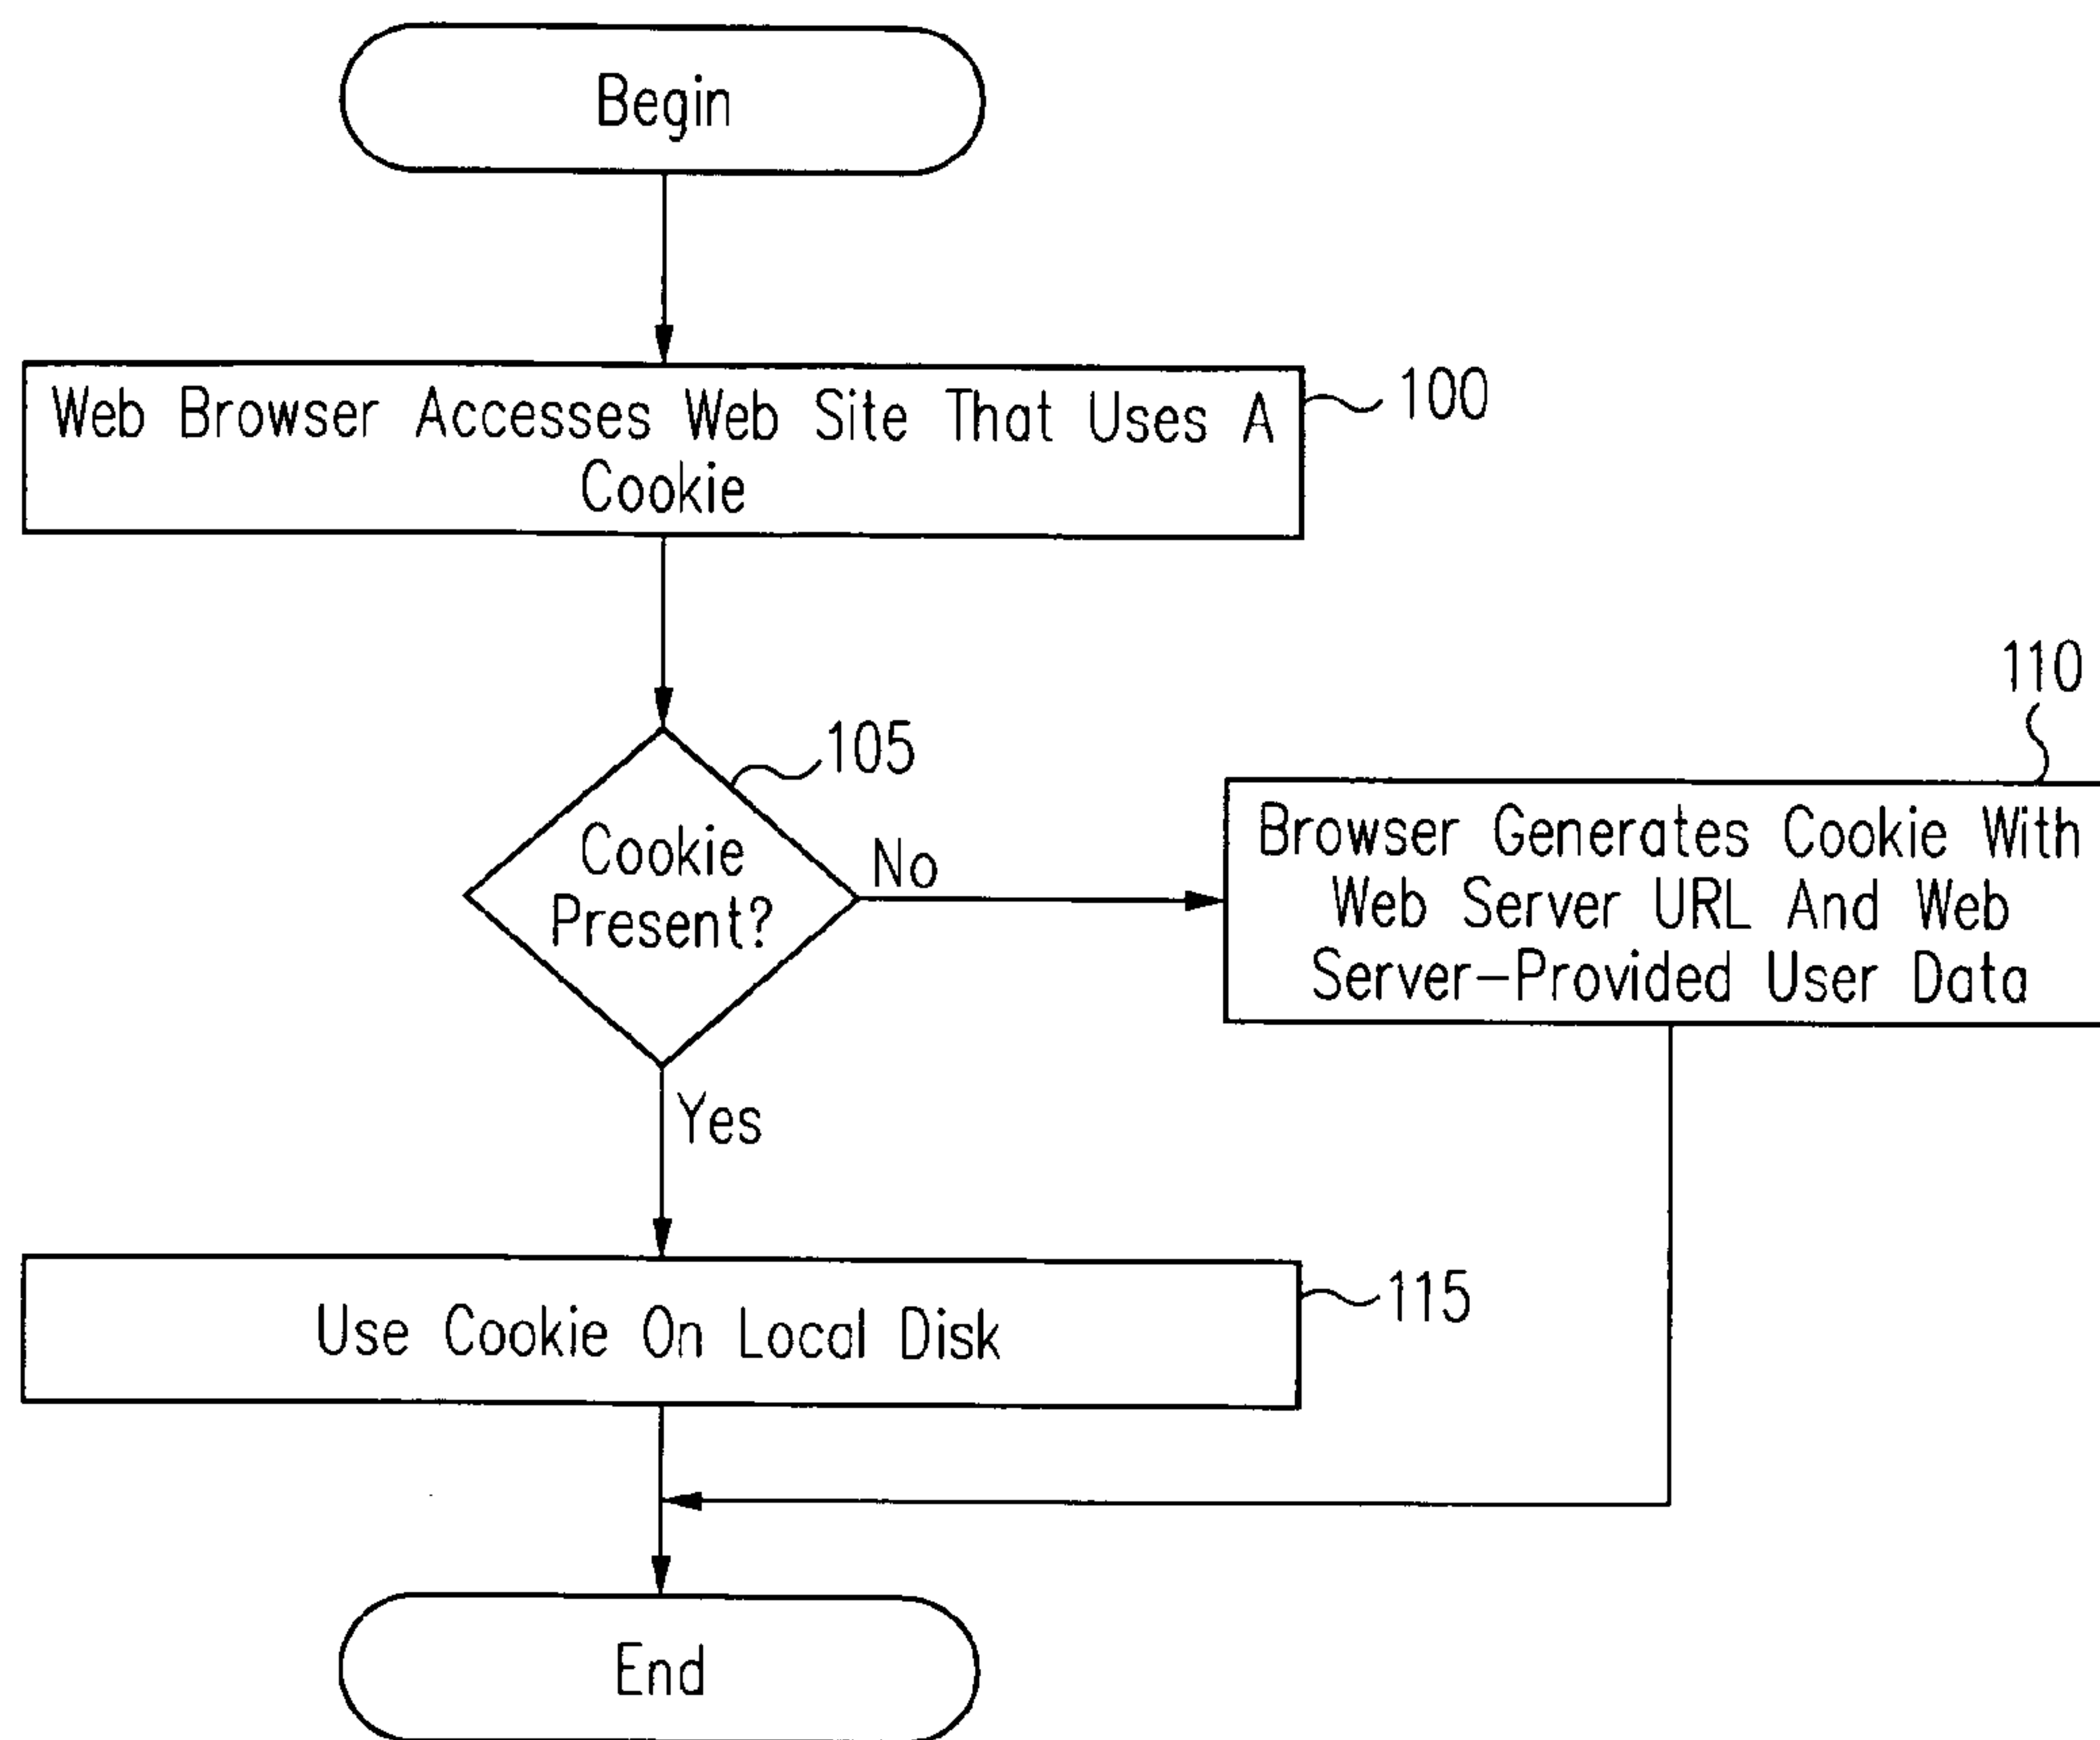 Begin
Web Browser Accesses Web Site That Uses A
Cookie
100
105
Cookie
Present?
No
110
Browser Generates Cookie With
Web Server URL And Web
Server-Provided User Data
Yes
Use Cookie On Local Disk
115
End